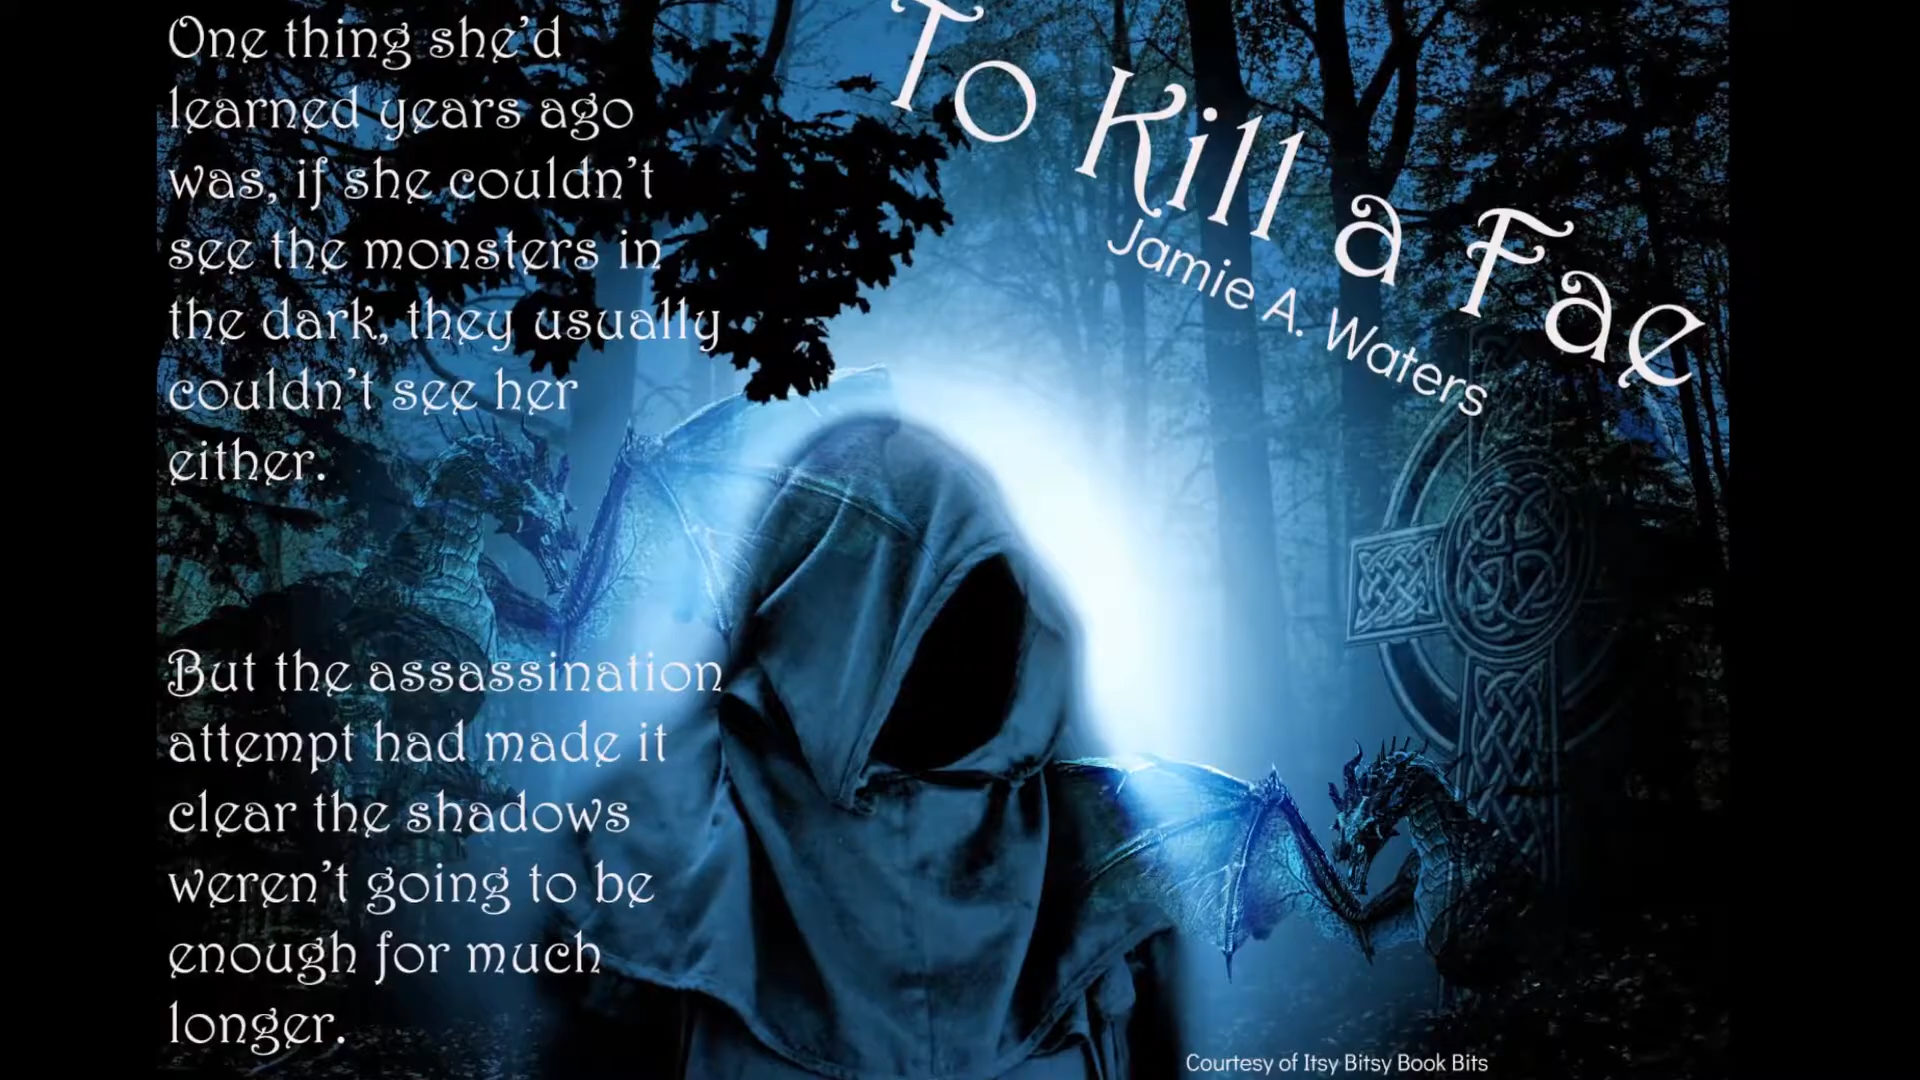 One thing she'd
learned years ago
was, if she couldn't
see the monsters in
the dark, they usually
couldn't see her
either.
But the assassination
attempt had made it
clear the shadows
weren't going to be
enough for much
longer.
To Kill a Fae
Jamie A. Waters
Courtesy of Itsy Bitsy Book Bits